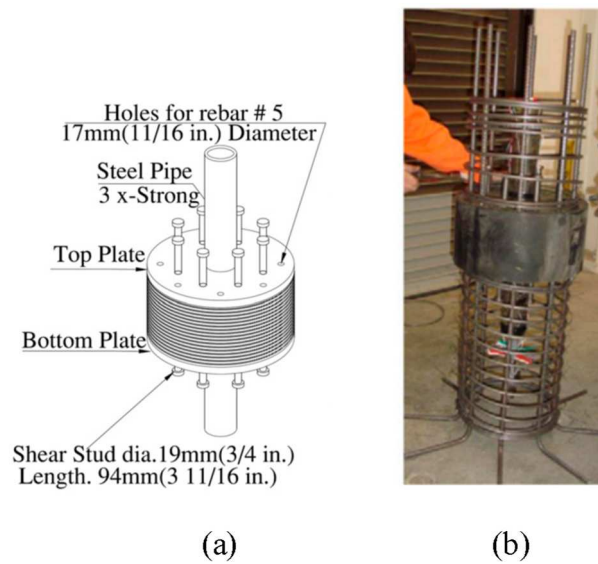 Holes for rebar # 5
17mm(11/16 in.) Diameter
Steel Pipe
3 x-Strong
Top Plate
Bottom Plate
Shear Stud dia.19mm(3/4 in.)
Length. 94mm(3 11/16 in.)
(a)
(b)